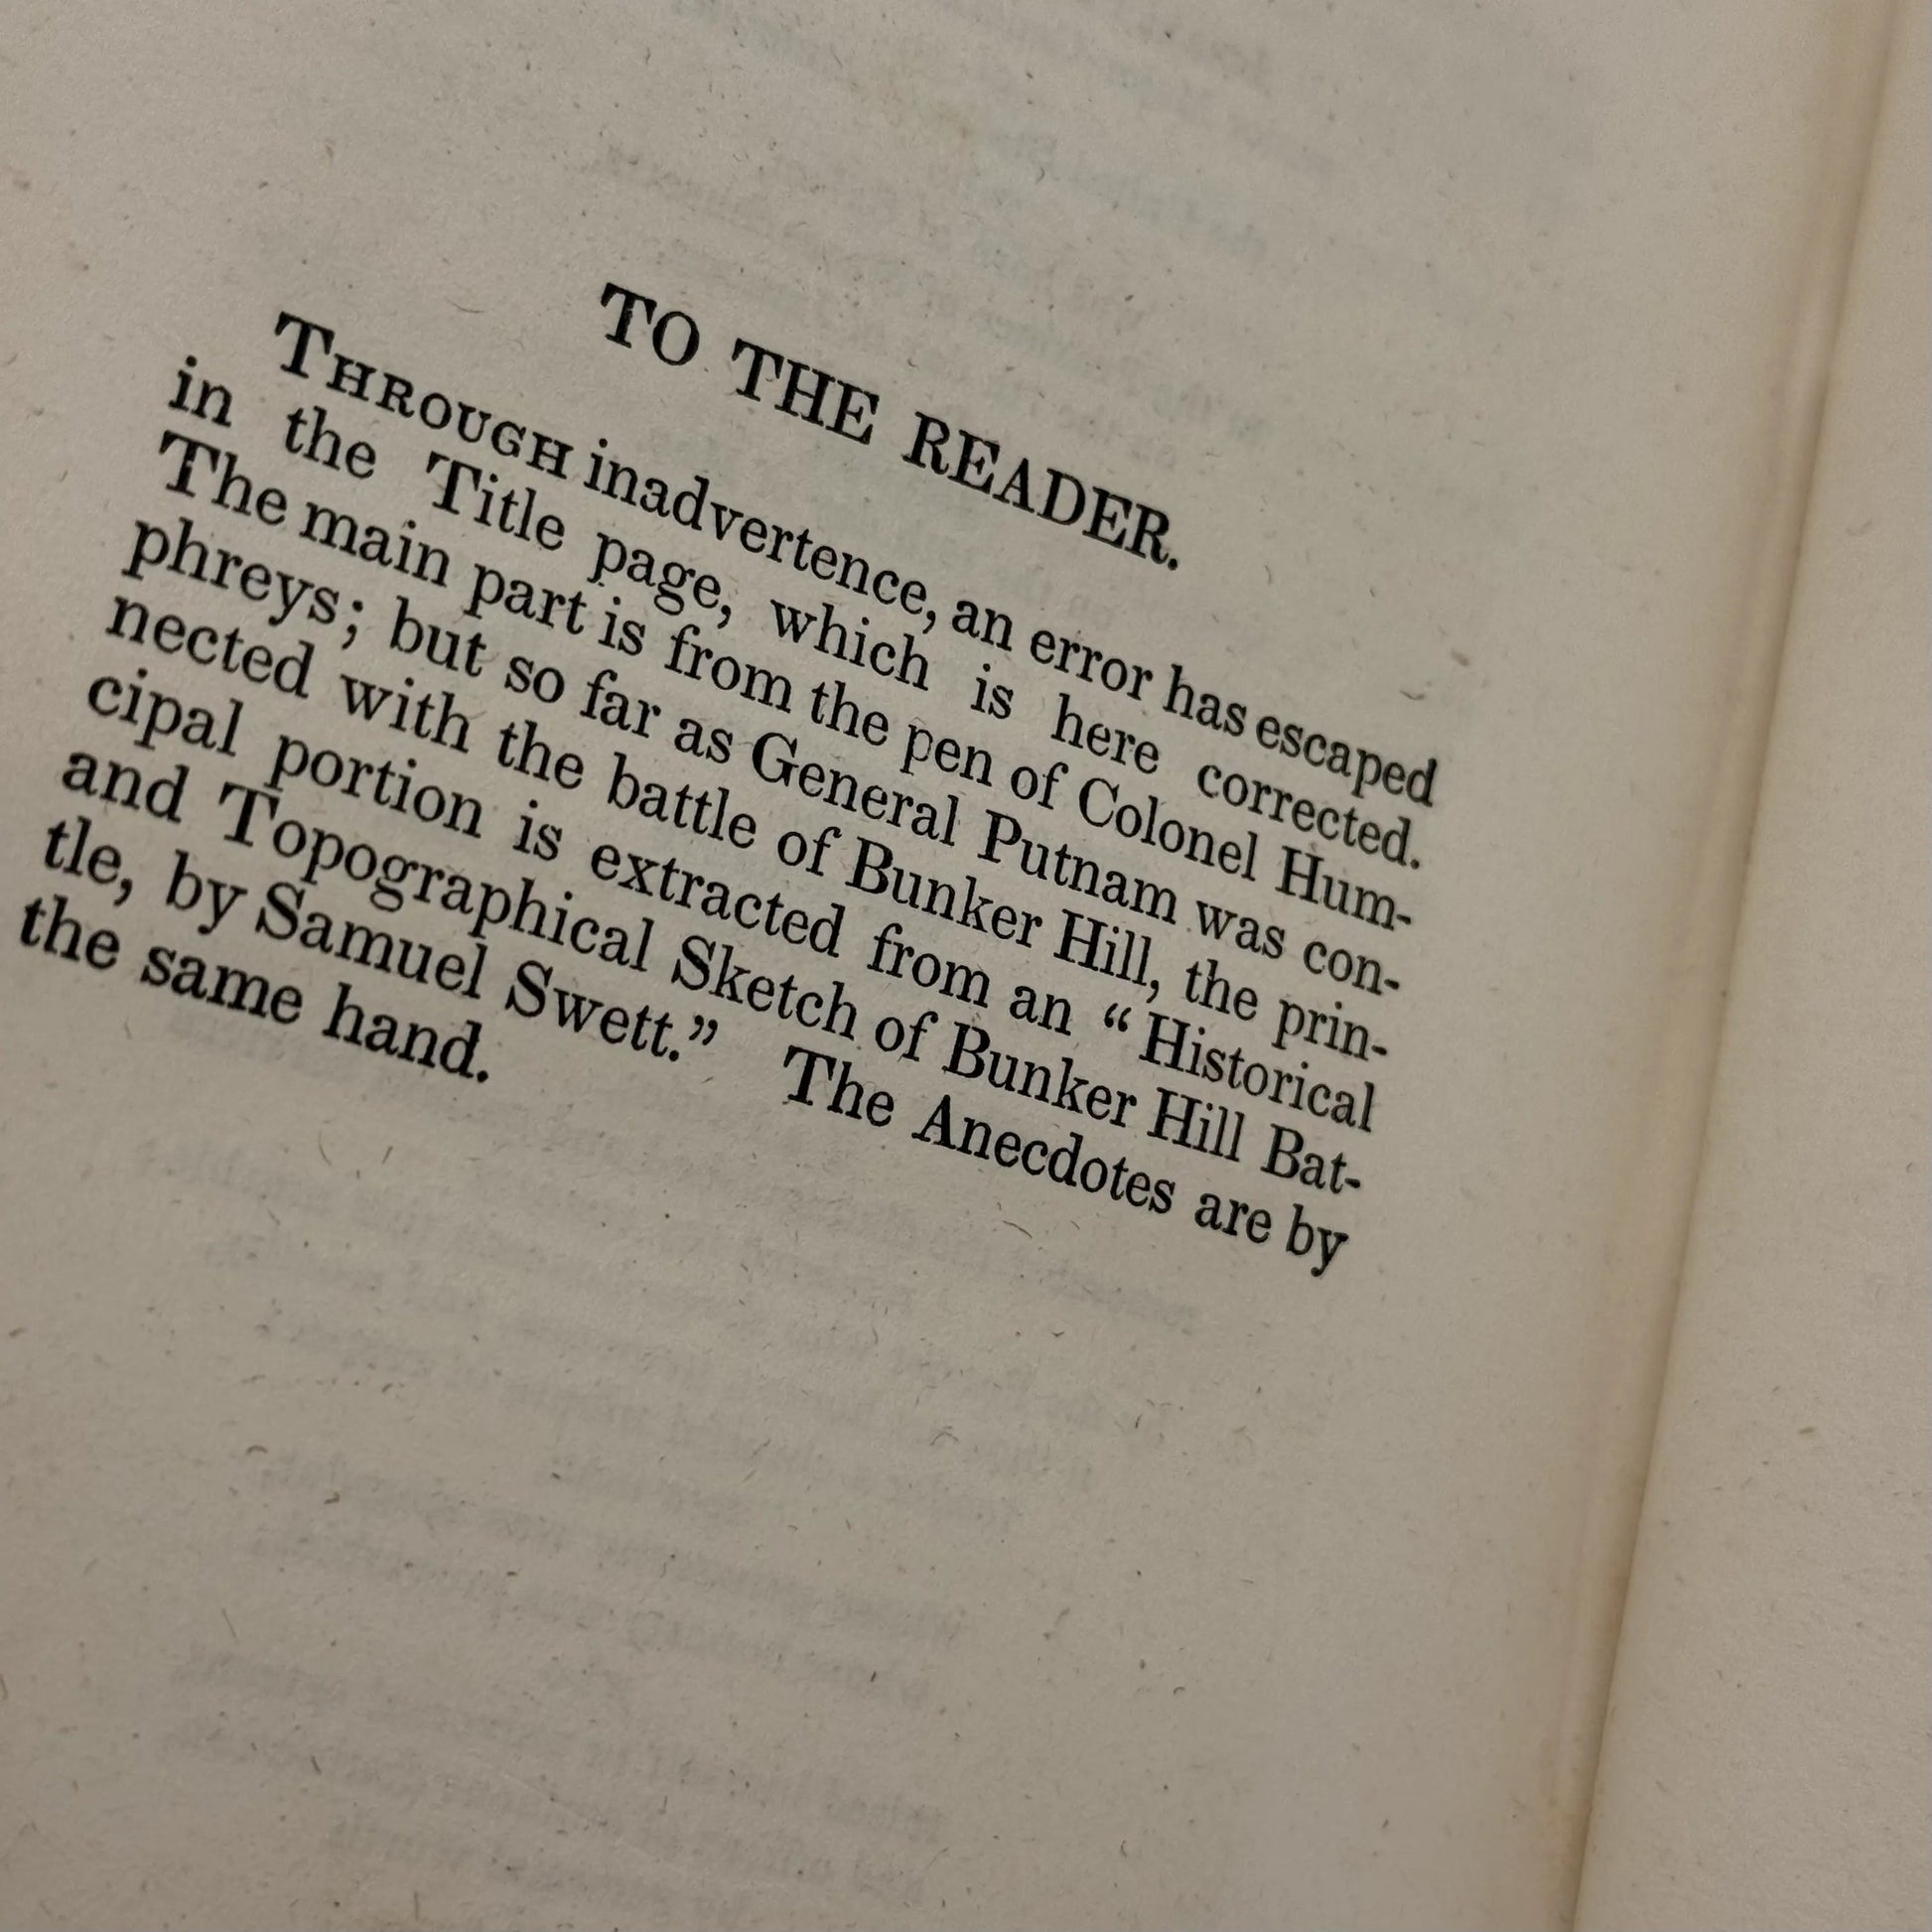 TO THE READER.
THROUGH inadvertence, an error has escaped
in the Title page, which is here corrected.
The main part is from the pen of Colonel Hum-
phreys; but so far as General Putnam was con-
nected with the battle of Bunker Hill, the prin-
cipal portion is extracted from an “Historical
and Topographical Sketch of Bunker Hill Bat-
tle, by Samuel Swett.” The Anecdotes are by
the same hand.